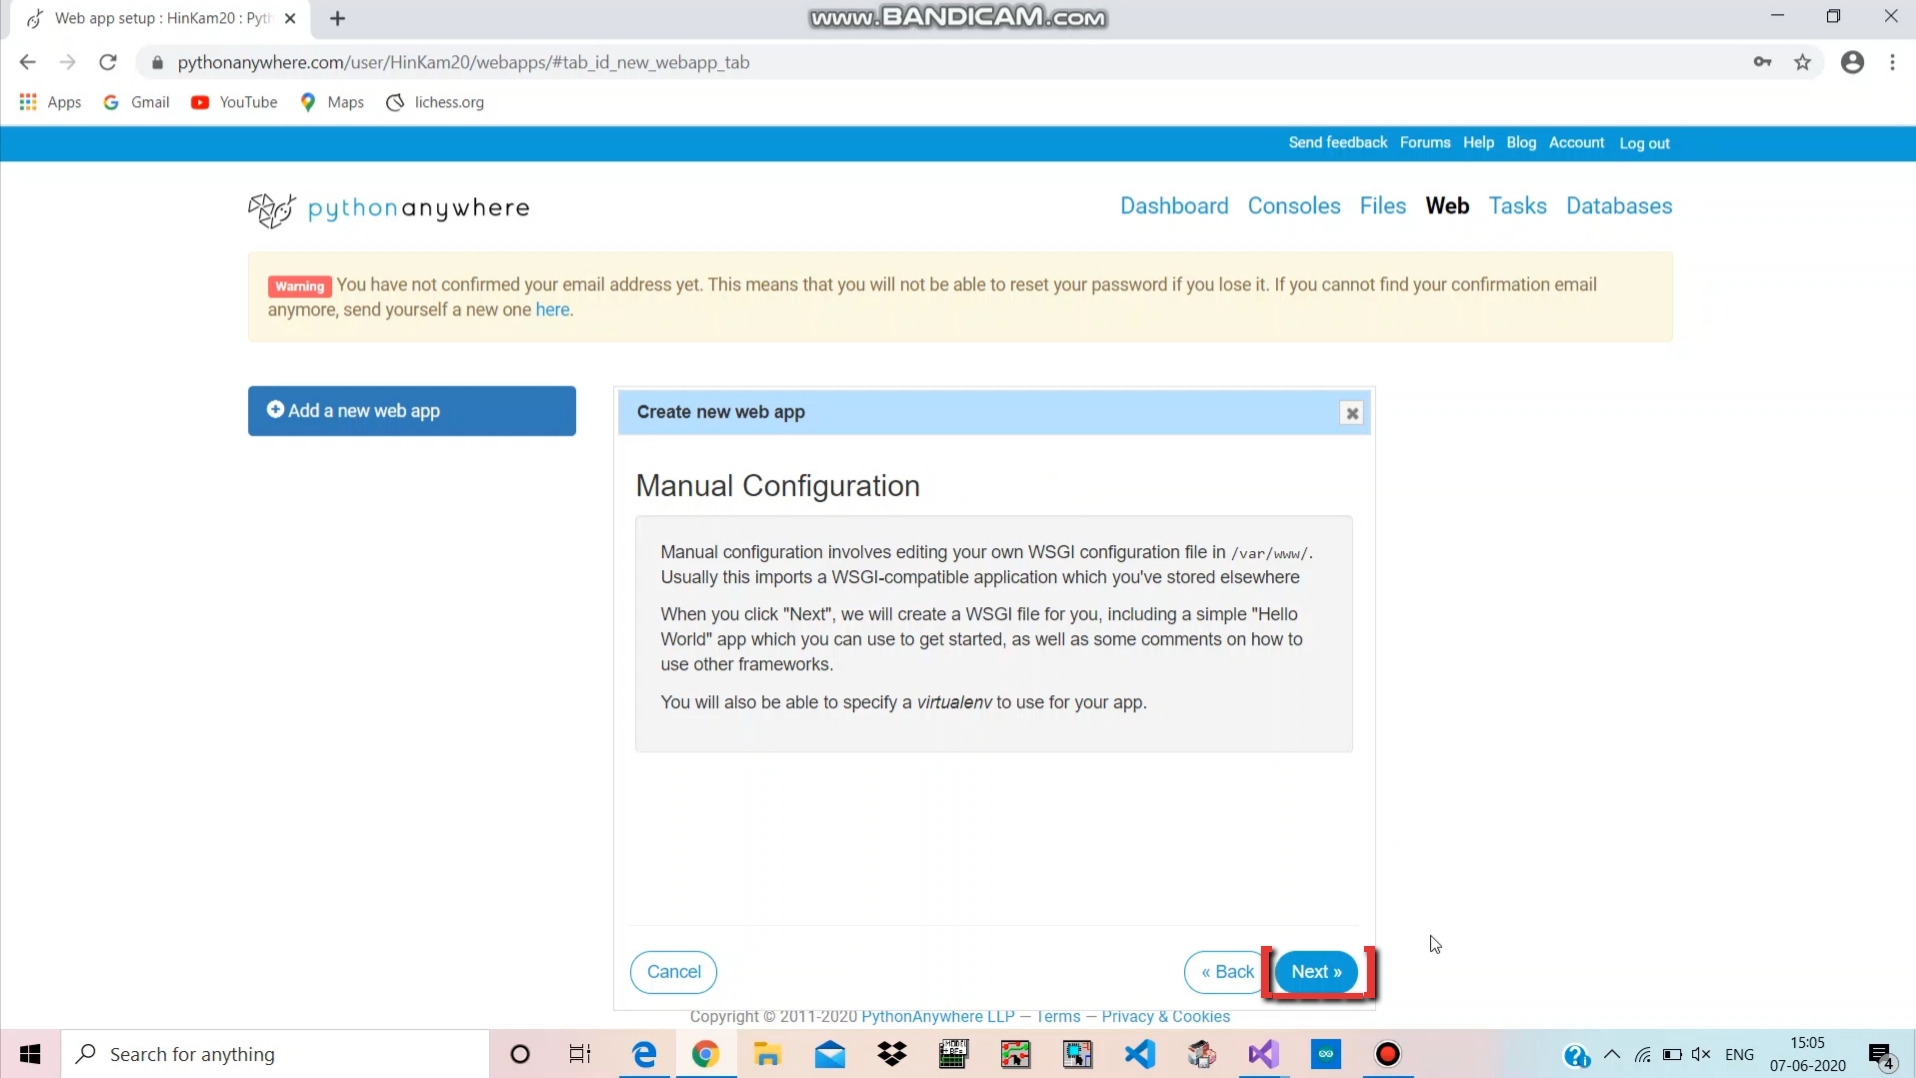 Web app setup : HinKam20 : Pyth
www.BANDICAM.com
pythonanywhere.com/user/HinKam20/webapps/#tab_id_new_webapp_tab
Apps Gmail YouTube Maps lichess.org
Send feedback Forums Help Blog Account Log out
pythonanywhere
Dashboard Consoles Files Web Tasks Databases
Warning You have not confirmed your email address yet. This means that you will not be able to reset your password if you lose it. If you cannot find your confirmation email
anymore, send yourself a new one here.
Add a new web app
Create new web app
Manual Configuration
Manual configuration involves editing your own WSGI configuration file in /var/www/.
Usually this imports a WSGI-compatible application which you've stored elsewhere
When you click "Next", we will create a WSGI file for you, including a simple "Hello
World" app which you can use to get started, as well as some comments on how to
use other frameworks.
You will also be able to specify a virtualenv to use for your app.
Cancel « Back Next »
Copyright © 2011-2020 PythonAnywhere LLP – Terms – Privacy & Cookies
Search for anything
ENG
15:05
07-06-2020
4